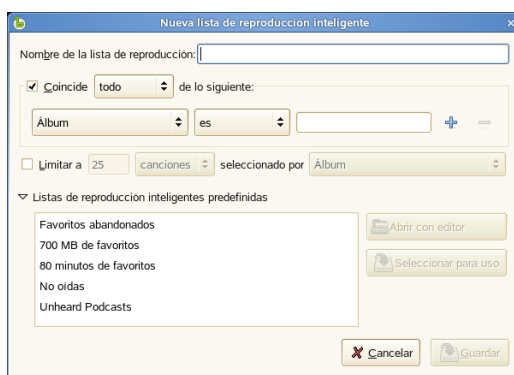 Nueva lista de reproducción inteligente
Nombre de la lista de reproducción:
Coincide todo de lo siguiente:
Álbum es
Limitar a 25 canciones seleccionado por Álbum
Listas de reproducción inteligentes predefinidas
Favoritos abandonados
700 MB de favoritos
80 minutos de favoritos
No oidas
Unheard Podcasts
Abrir con editor
Seleccionar para uso
Cancelar Guardar